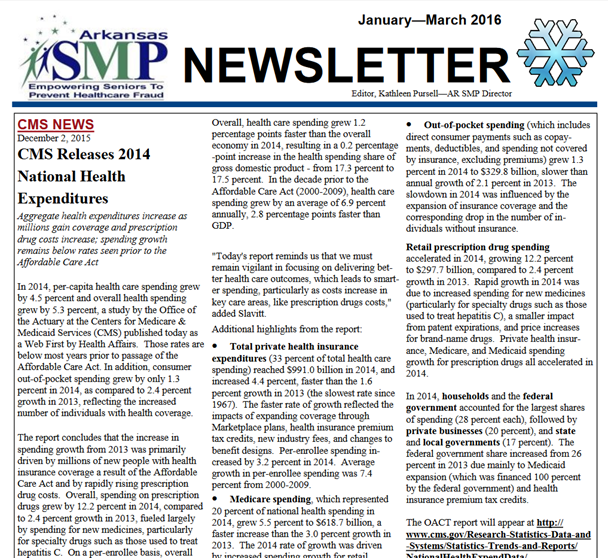 Arkansas
SMP
Empowering Seniors To
Prevent Healthcare Fraud
January—March 2016
NEWSLETTER
Editor, Kathleen Pursell—AR SMP Director
CMS NEWS
December 2, 2015
CMS Releases 2014
National Health
Expenditures
Aggregate health expenditures increase as
millions gain coverage and prescription
drug costs increase; spending growth
remains below rates seen prior to the
Affordable Care Act
In 2014, per-capita health care spending grew
by 4.5 percent and overall health spending
grew by 5.3 percent, a study by the Office of
the Actuary at the Centers for Medicare &
Medicaid Services (CMS) published today as
a Web First by Health Affairs.  Those rates are
below most years prior to passage of the
Affordable Care Act. In addition, consumer
out-of-pocket spending grew by only 1.3
percent in 2014, as compared to 2.4 percent
growth in 2013, reflecting the increased
number of individuals with health coverage.
The report concludes that the increase in
spending growth from 2013 was primarily
driven by millions of new people with health
insurance coverage a result of the Affordable
Care Act and by rapidly rising prescription
drug costs.  Overall, spending on prescription
drugs grew by 12.2 percent in 2014, compared
to 2.4 percent growth in 2013, fueled largely
by spending for new medicines, particularly
for specialty drugs such as those used to treat
hepatitis C.  On a per-enrollee basis, overall
Overall, health care spending grew 1.2
percentage points faster than the overall
economy in 2014, resulting in a 0.2 percentage
-point increase in the health spending share of
gross domestic product - from 17.3 percent to
17.5 percent.  In the decade prior to the
Affordable Care Act (2000-2009), health care
spending grew by an average of 6.9 percent
annually, 2.8 percentage points faster than
GDP.
"Today's report reminds us that we must
remain vigilant in focusing on delivering bet-
ter health care outcomes, which leads to smart-
er spending, particularly as costs increase in
key care areas, like prescription drugs costs,"
added Slavitt.
Additional highlights from the report:
• Total private health insurance
expenditures (33 percent of total health care
spending) reached $991.0 billion in 2014, and
increased 4.4 percent, faster than the 1.6
percent growth in 2013 (the slowest rate since
1967).  The faster rate of growth reflected the
impacts of expanding coverage through
Marketplace plans, health insurance premium
tax credits, new industry fees, and changes to
benefit designs.  Per-enrollee spending in-
creased by 3.2 percent in 2014.  Average
growth in per-enrollee spending was 7.4
percent from 2000-2009.
• Medicare spending, which represented
20 percent of national health spending in
2014, grew 5.5 percent to $618.7 billion, a
faster increase than the 3.0 percent growth in
2013.  The 2014 rate of growth was driven
by increased spending growth for retail
• Out-of-pocket spending (which includes
direct consumer payments such as copay-
ments, deductibles, and spending not covered
by insurance, excluding premiums) grew 1.3
percent in 2014 to $329.8 billion, slower than
annual growth of 2.1 percent in 2013.  The
slowdown in 2014 was influenced by the
expansion of insurance coverage and the
corresponding drop in the number of in-
dividuals without insurance.
Retail prescription drug spending
accelerated in 2014, growing 12.2 percent
to $297.7 billion, compared to 2.4 percent
growth in 2013.  Rapid growth in 2014 was
due to increased spending for new medicines
(particularly for specialty drugs such as those
used to treat hepatitis C), a smaller impact
from patent expirations, and price increases
for brand-name drugs.  Private health insur-
ance, Medicare, and Medicaid spending
growth for prescription drugs all accelerated in
2014.
In 2014, households and the federal
government accounted for the largest shares
of spending (28 percent each), followed by
private businesses (20 percent), and state
and local governments (17 percent).  The
federal government share increased from 26
percent in 2013 due mainly to Medicaid
expansion (which was financed 100 percent
by the federal government) and health
insurance premium tax credits.
The OACT report will appear at http://
www.cms.gov/Research-Statistics-Data-and
-Systems/Statistics-Trends-and-Reports/
NationalHealthExpendData/